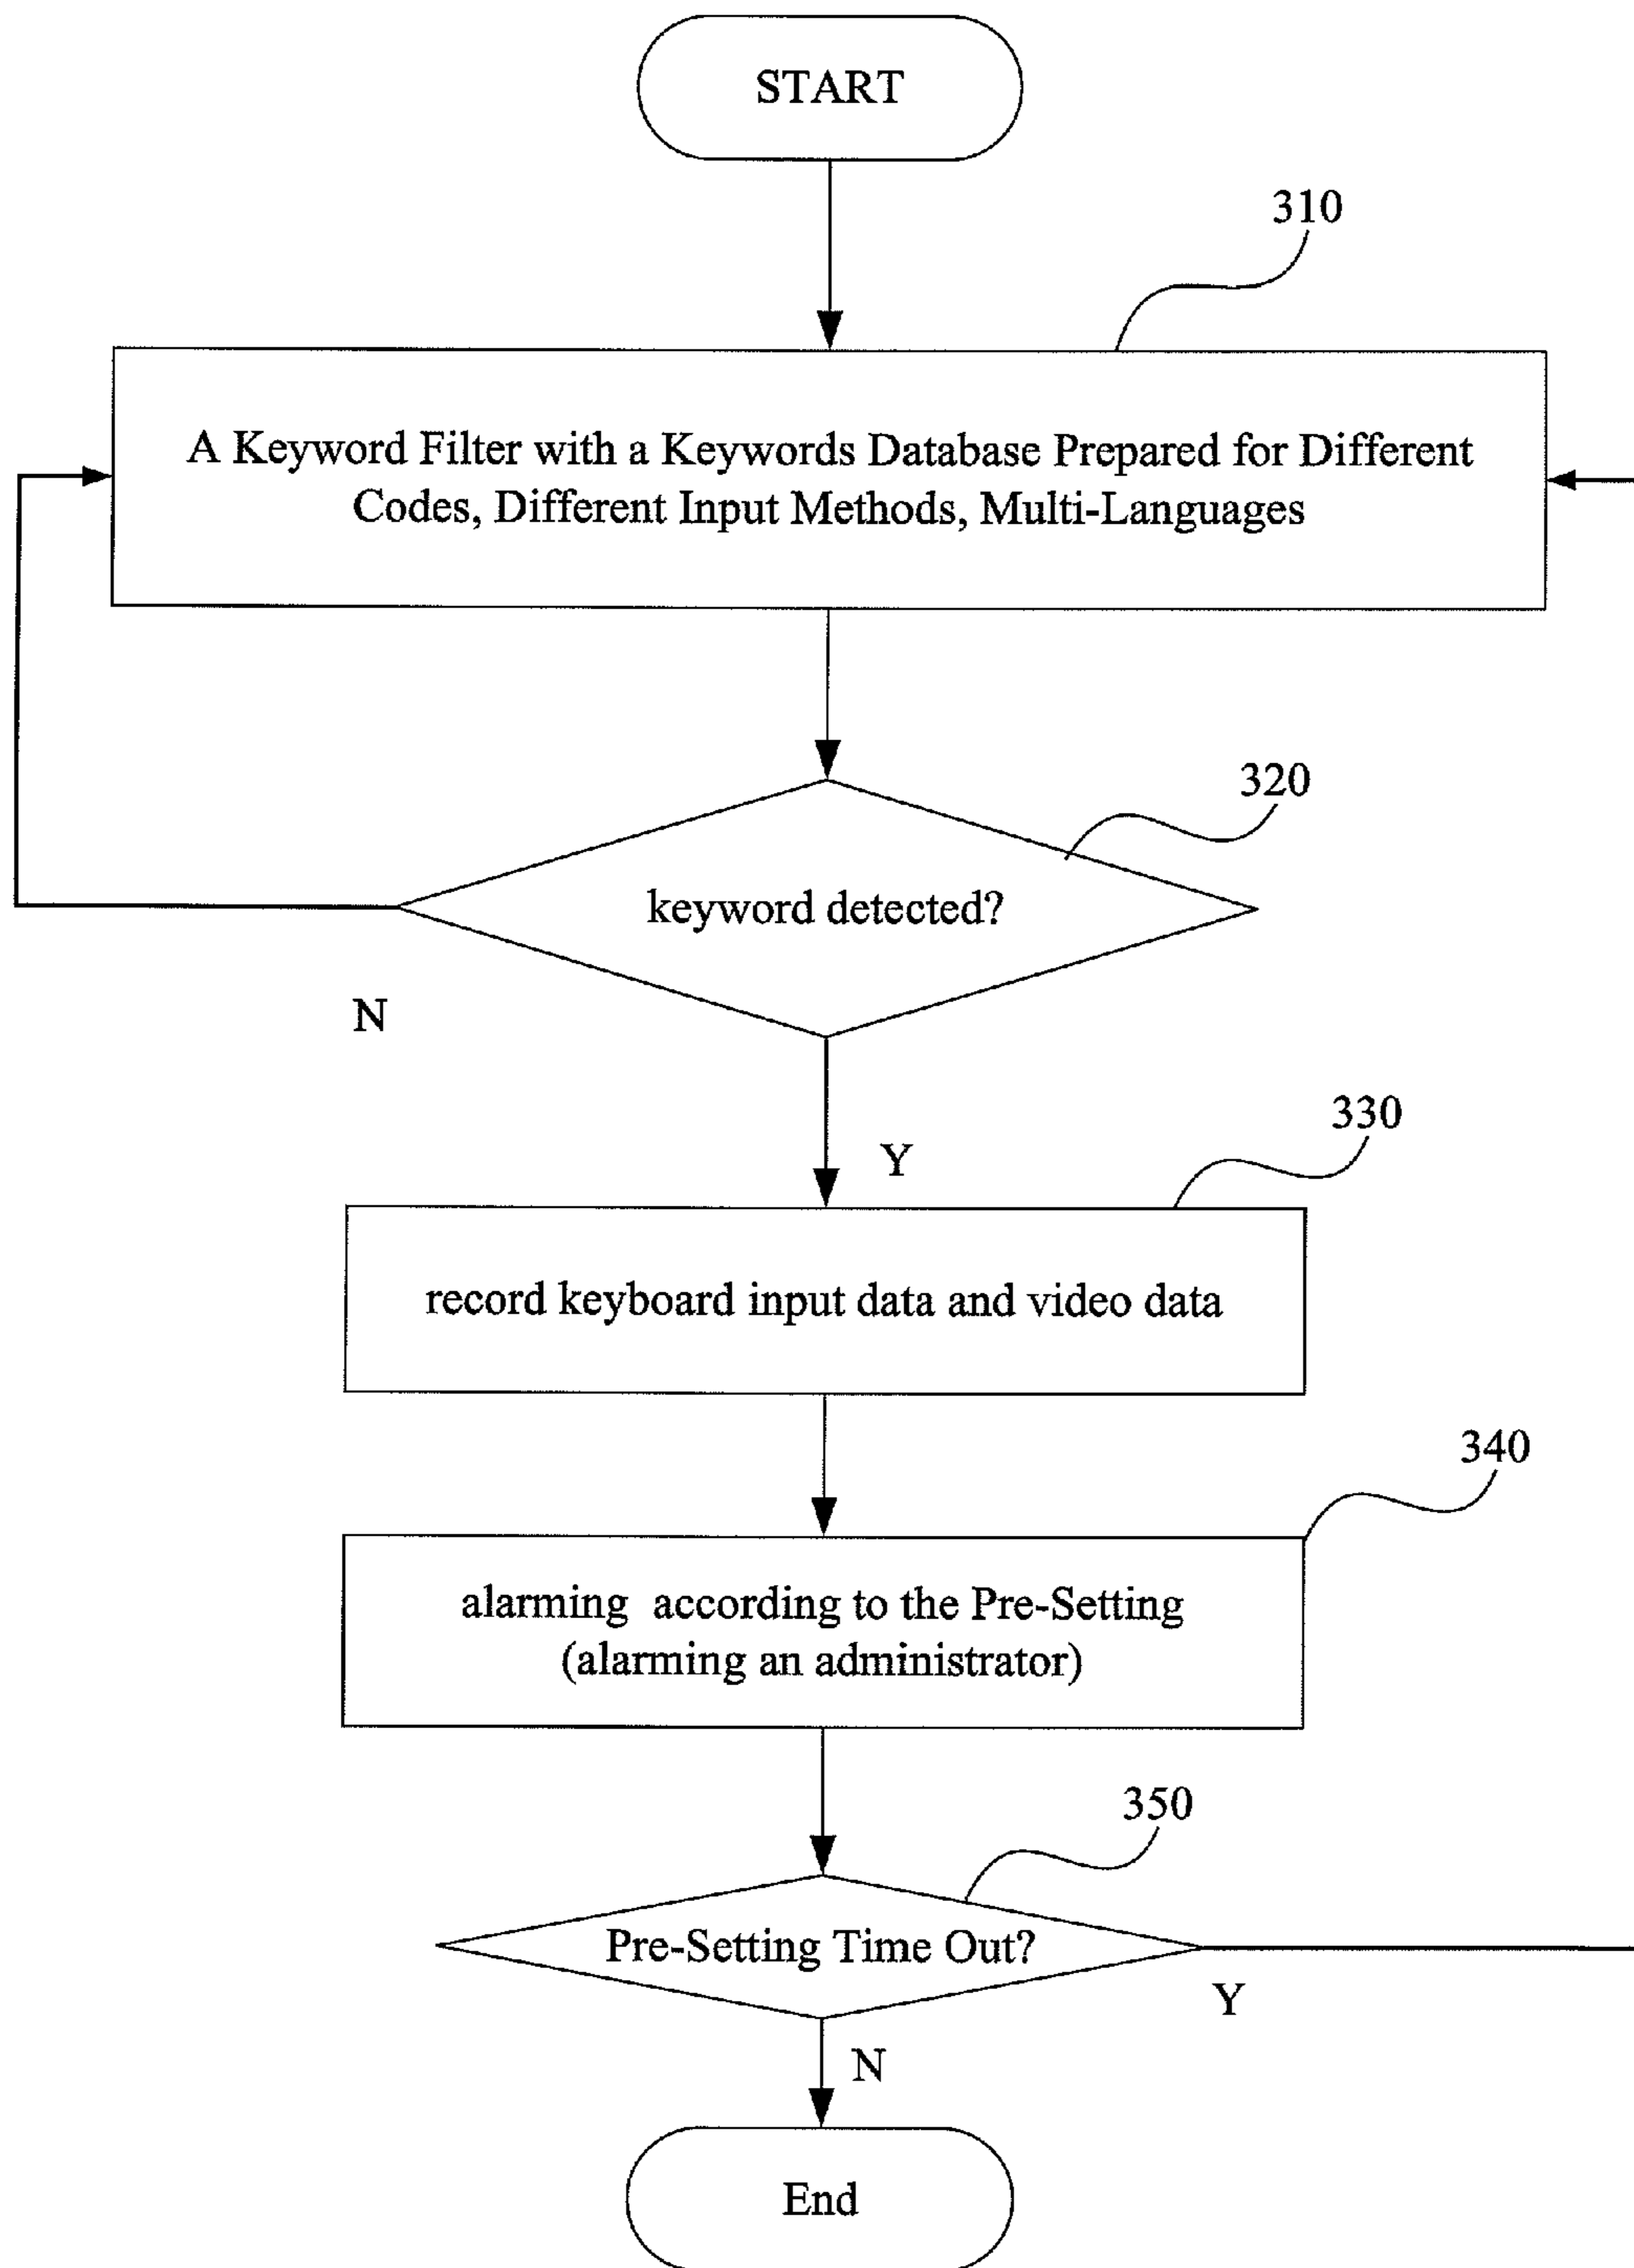 START
310
A Keyword Filter with a Keywords Database Prepared for Different
Codes, Different Input Methods, Multi-Languages
320
keyword detected?
N
Y
330
record keyboard input data and video data
340
alarming according to the Pre-Setting
(alarming an administrator)
350
Pre-Setting Time Out?
Y
N
End